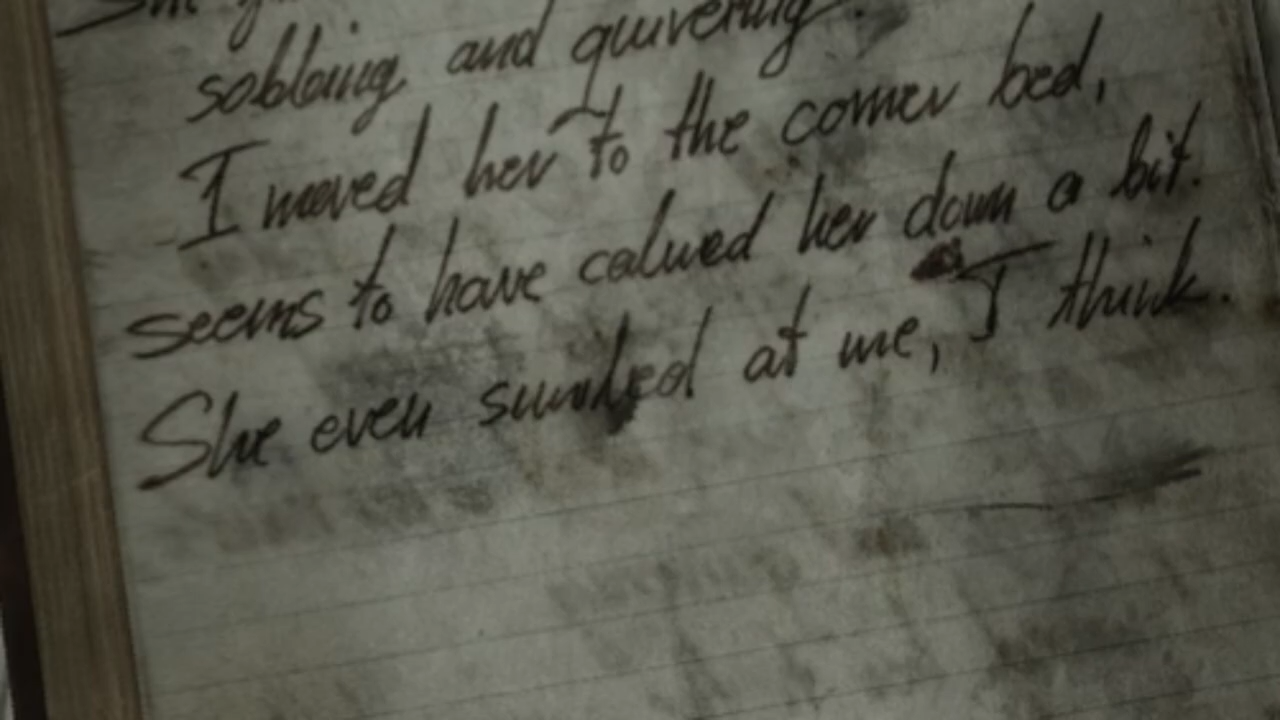 She
sobbing and quivering.
I moved her to the corner bed,
seems to have calmed her down a bit.
She even smiled at me, I think.